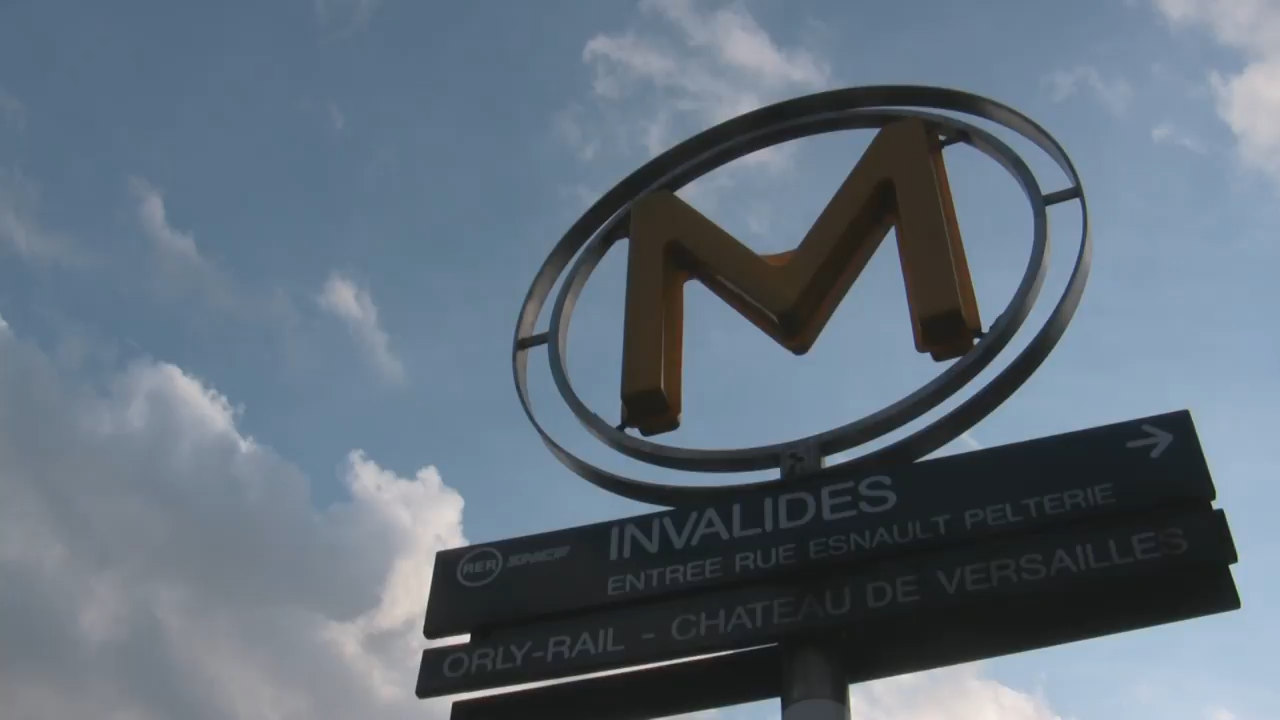 M
RER SNCF INVALIDES
ENTREE RUE ESNAULT PELTERIE
ORLY-RAIL - CHATEAU DE VERSAILLES